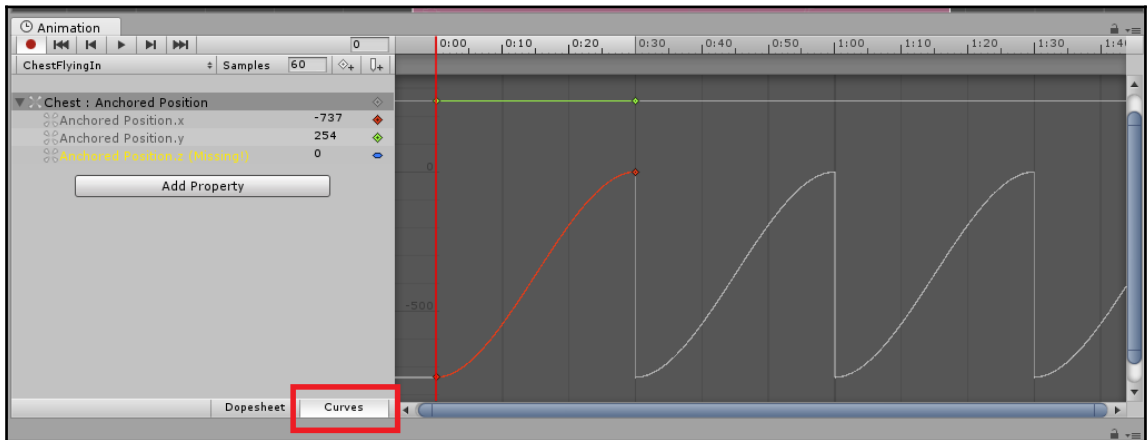 Animation
0 0:00 0:10 0:20 0:30 0:40 0:50 1:00 1:10 1:20 1:30 1:4
ChestFlyingIn Samples 60
Chest : Anchored Position
Anchored Position.x -737
Anchored Position.y 254
Anchored Position.z (Missing!) 0
0
Add Property
-500
Dopesheet Curves